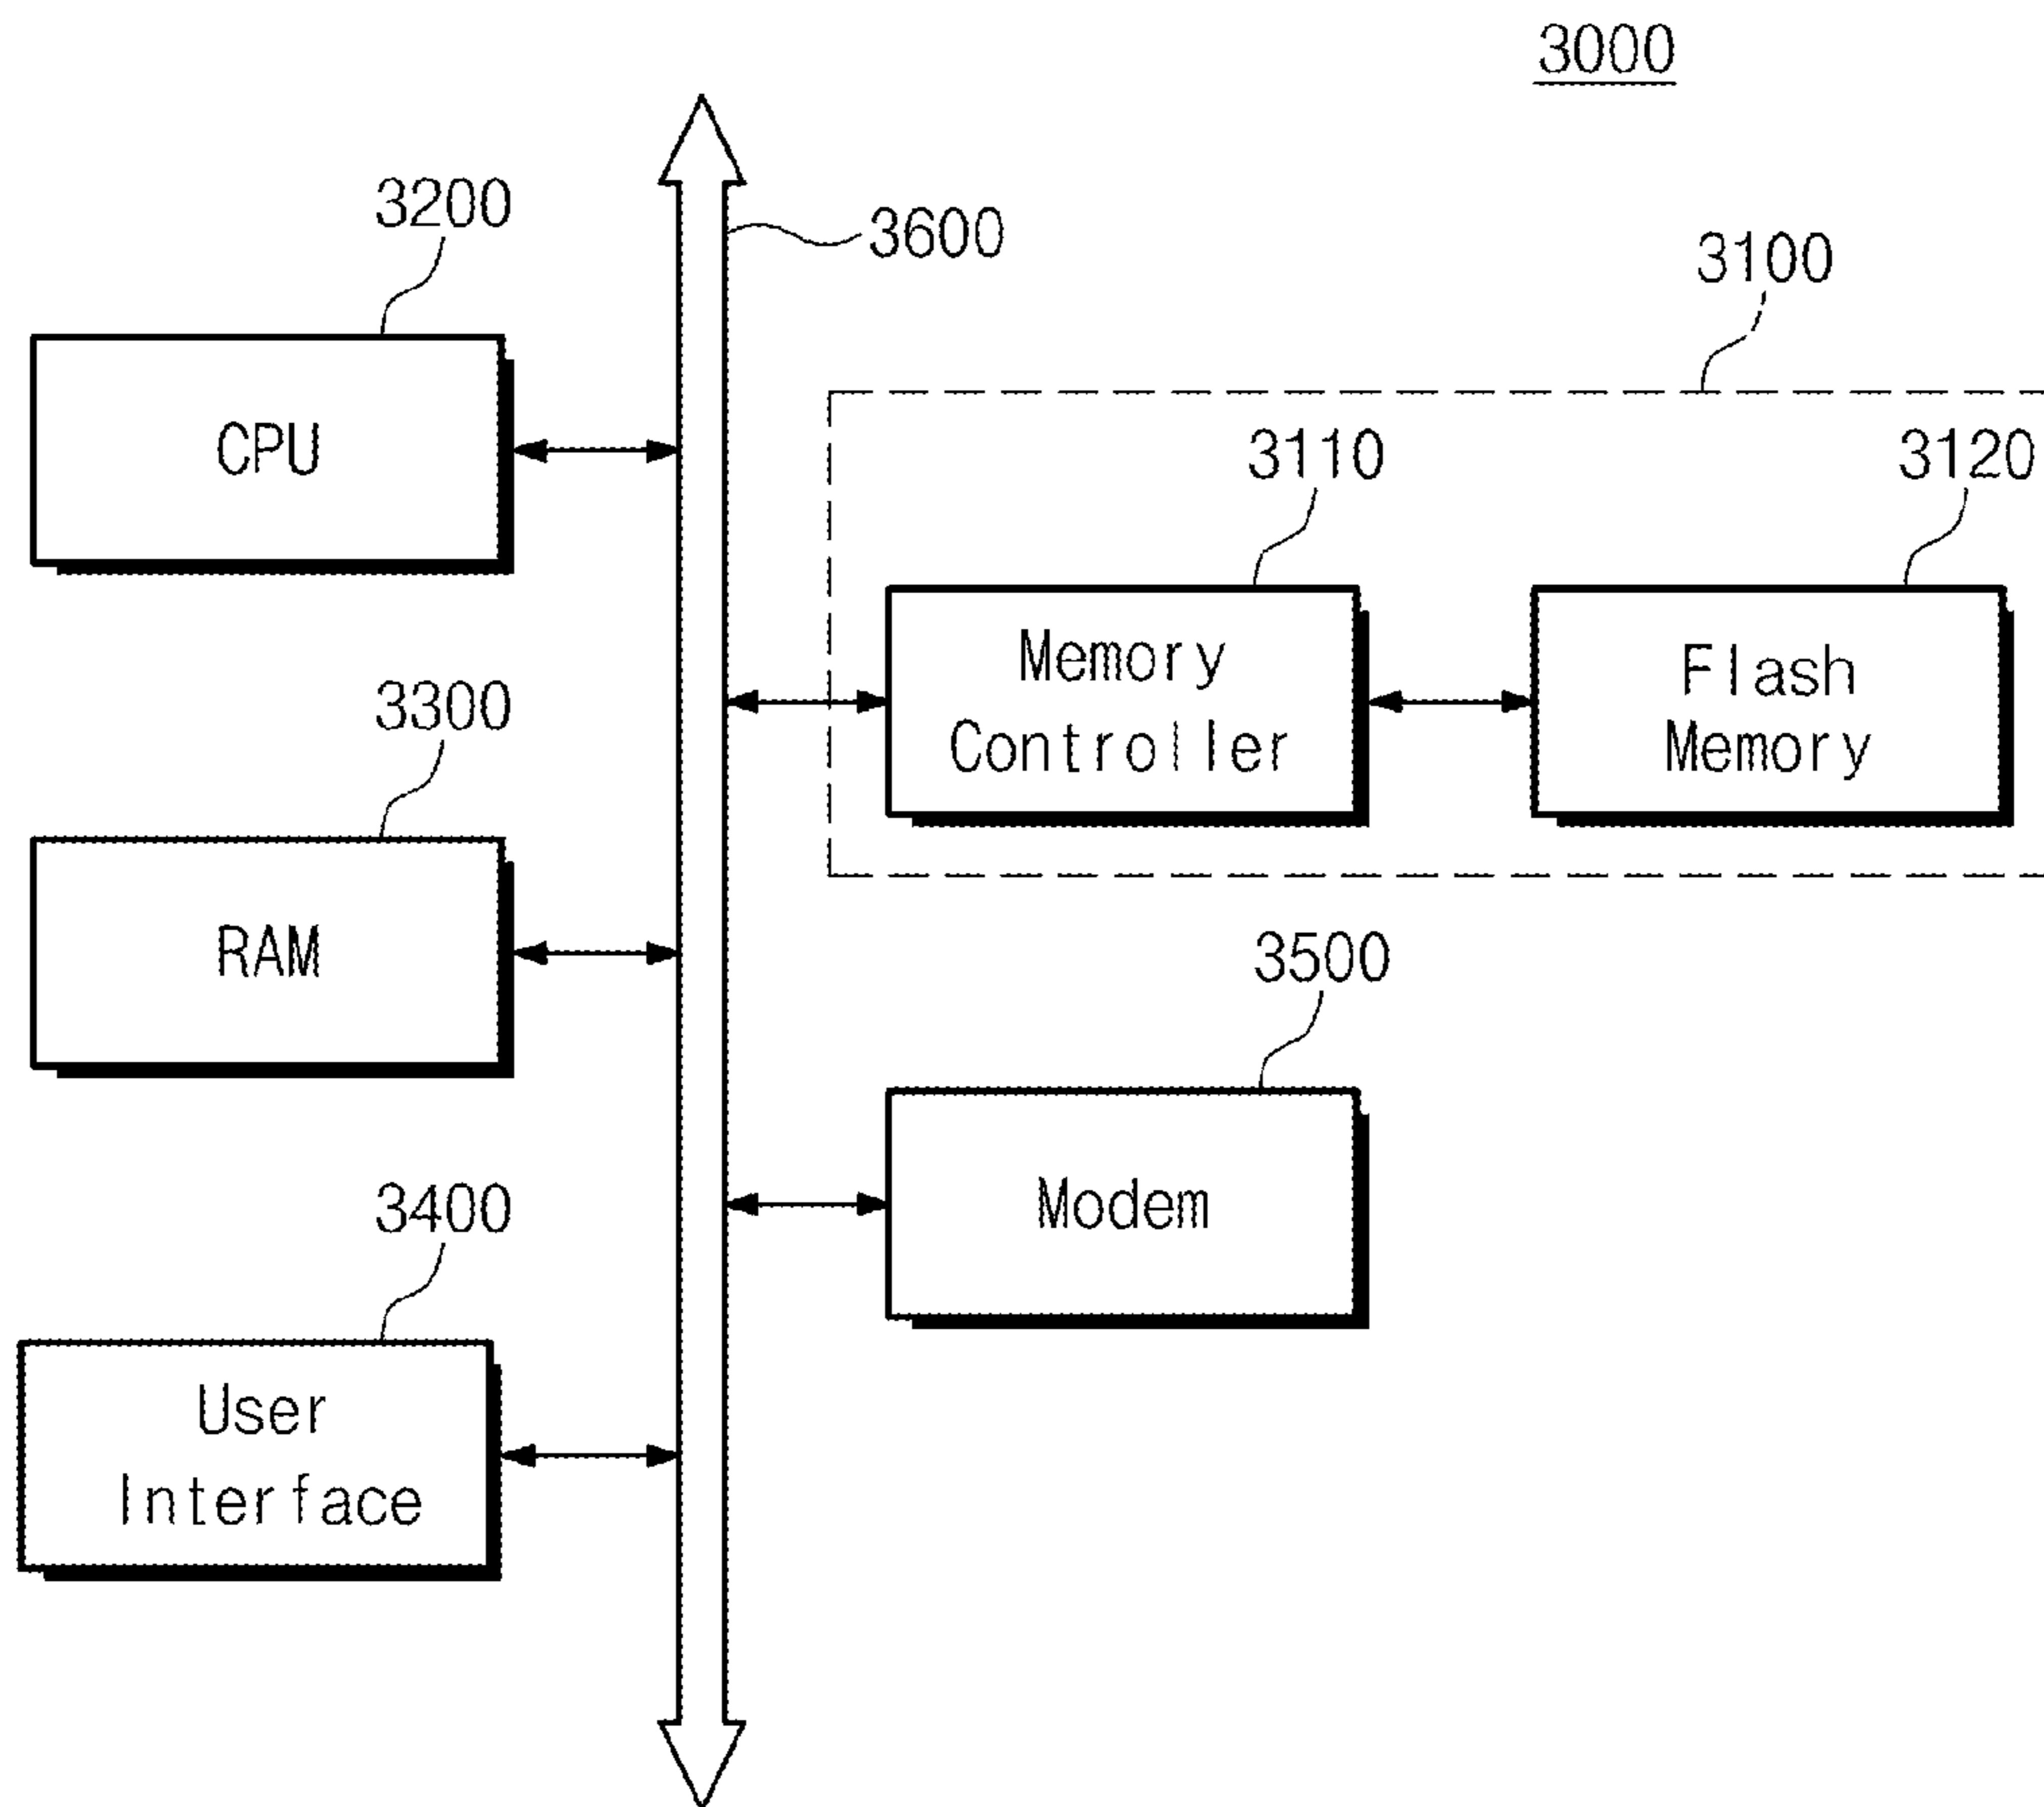 3000
3200
3600
3100
CPU
3110
3120
Memory
Controller
Flash
Memory
3300
RAM
3500
Modem
3400
User
Interface